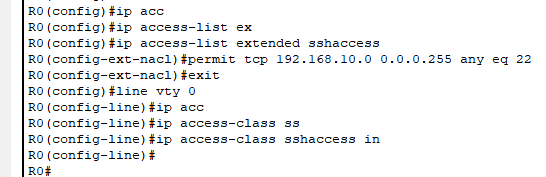 R0(config)#ip acc
R0(config)#ip access-list ex
R0(config)#ip access-list extended sshaccess
R0(config-ext-nacl)#permit tcp 192.168.10.0 0.0.0.255 any eq 22
R0(config-ext-nacl)#exit
R0(config)#line vty 0
R0(config-line)#ip acc
R0(config-line)#ip access-class ss
R0(config-line)#ip access-class sshaccess in
R0(config-line)#
R0#